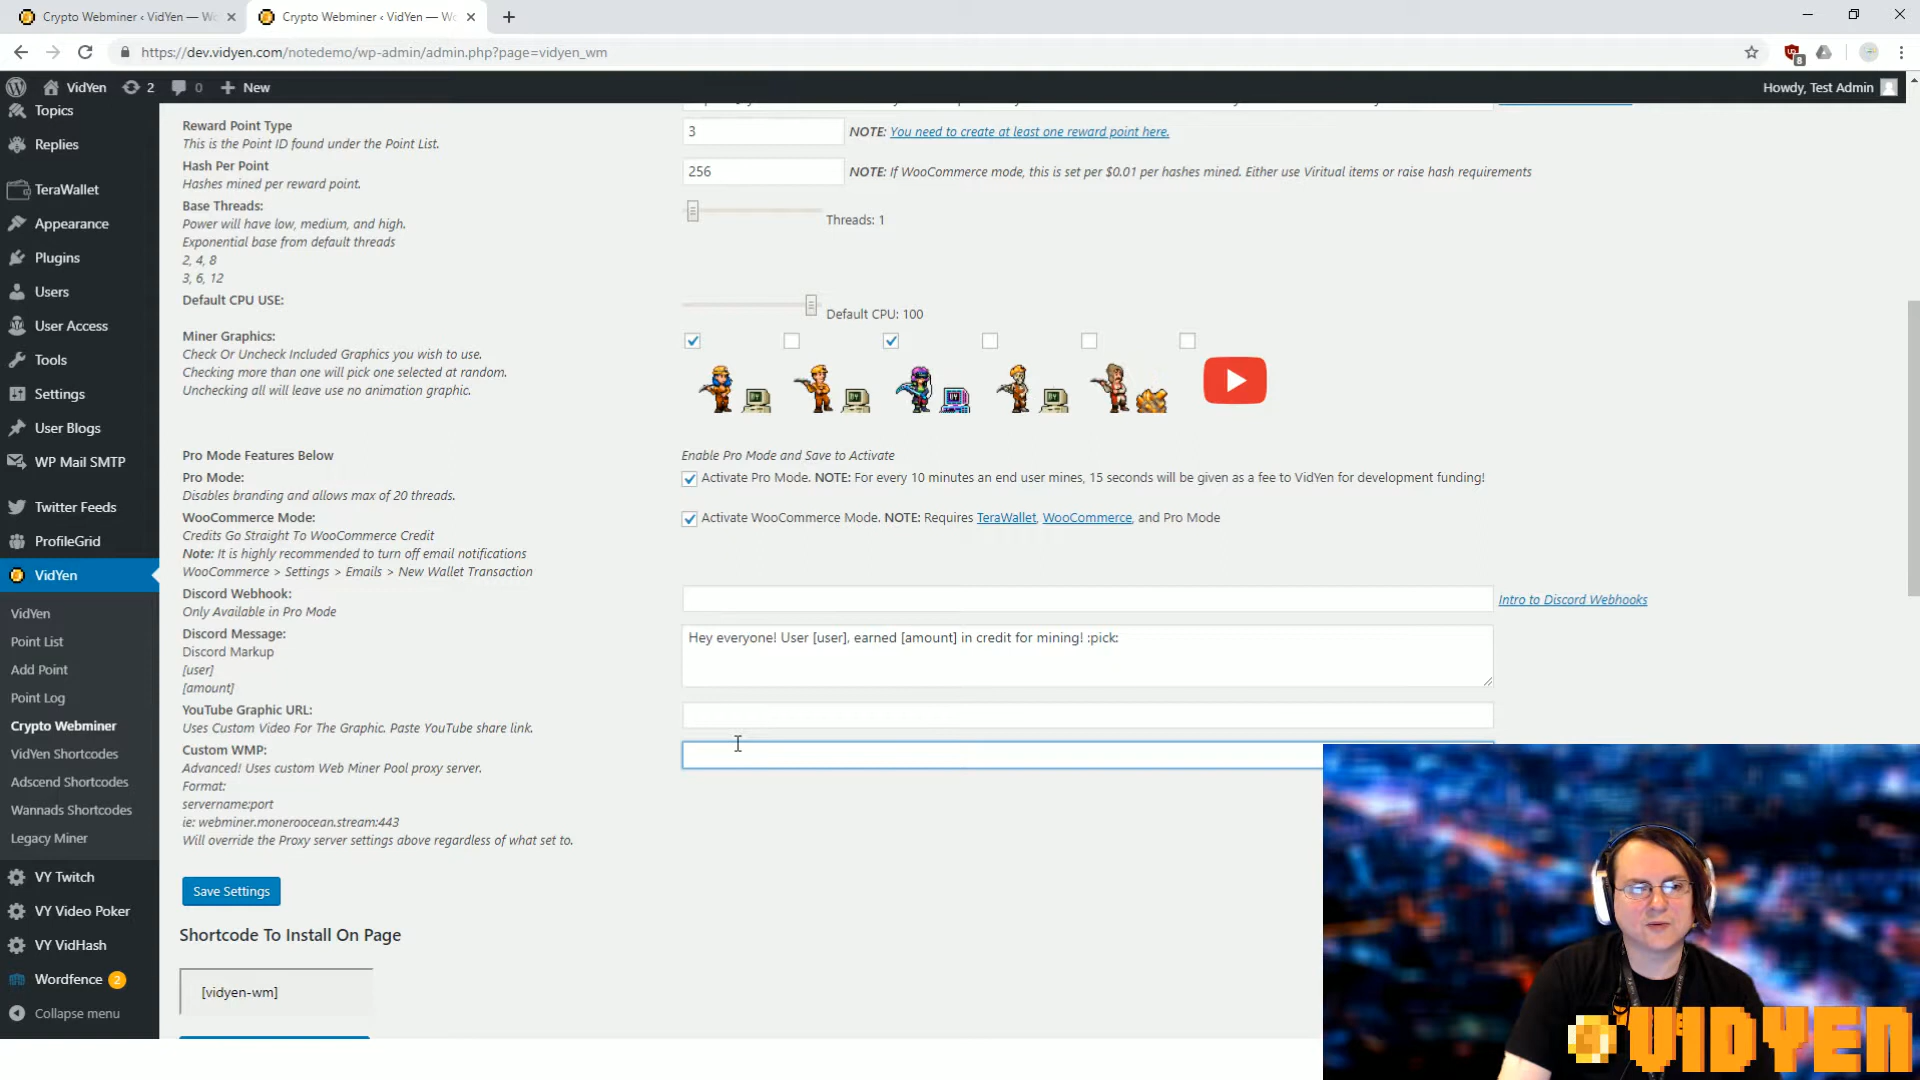 Crypto Webminer ‹ VidYen — Wo
Crypto Webminer ‹ VidYen — Wo
https://dev.vidyen.com/notedemo/wp-admin/admin.php?page=vidyen_wm
8
VidYen 2 0 New
Howdy, Test Admin
Topics
Replies
TeraWallet
Appearance
Plugins
Users
User Access
Tools
Settings
User Blogs
WP Mail SMTP
Twitter Feeds
ProfileGrid
VidYen
VidYen
Point List
Add Point
Point Log
Crypto Webminer
VidYen Shortcodes
Adscend Shortcodes
Wannads Shortcodes
Legacy Miner
VY Twitch
VY Video Poker
VY VidHash
Wordfence 2
Collapse menu
Reward Point Type
This is the Point ID found under the Point List.
3 NOTE: You need to create at least one reward point here.
Hash Per Point
Hashes mined per reward point.
256 NOTE: If WooCommerce mode, this is set per $0.01 per hashes mined. Either use Viritual items or raise hash requirements
Base Threads:
Power will have low, medium, and high.
Exponential base from default threads
2, 4, 8
3, 6, 12
Threads: 1
Default CPU USE:
Default CPU: 100
Miner Graphics:
Check Or Uncheck Included Graphics you wish to use.
Checking more than one will pick one selected at random.
Unchecking all will leave use no animation graphic.
VY
Pro Mode Features Below
Enable Pro Mode and Save to Activate
Pro Mode:
Disables branding and allows max of 20 threads.
Activate Pro Mode. NOTE: For every 10 minutes an end user mines, 15 seconds will be given as a fee to VidYen for development funding!
WooCommerce Mode:
Credits Go Straight To WooCommerce Credit
Note: It is highly recommended to turn off email notifications
WooCommerce > Settings > Emails > New Wallet Transaction
Activate WooCommerce Mode. NOTE: Requires TeraWallet, WooCommerce, and Pro Mode
Discord Webhook:
Only Available in Pro Mode
Intro to Discord Webhooks
Discord Message:
Discord Markup
[user]
[amount]
Hey everyone! User [user], earned [amount] in credit for mining! :pick:
YouTube Graphic URL:
Uses Custom Video For The Graphic. Paste YouTube share link.
Custom WMP:
Advanced! Uses custom Web Miner Pool proxy server.
Format:
servername:port
ie: webminer.moneroocean.stream:443
Will override the Proxy server settings above regardless of what set to.
Save Settings
Shortcode To Install On Page
[vidyen-wm]
VIDYEN